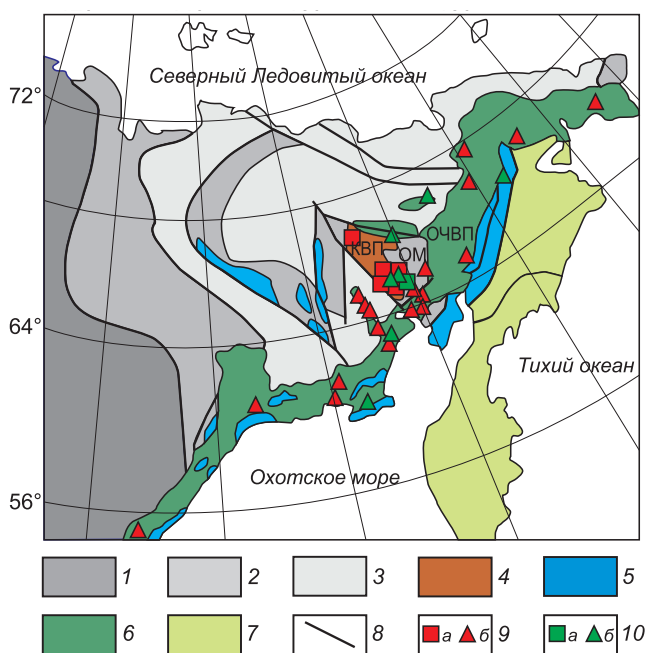 Северный Ледовитый океан
72°
ОЧВП
КВП
ОМ
64°
Тихий океан
Охотское море
56°
1 2 3 4 5
6 7 8 а б 9 а б 10